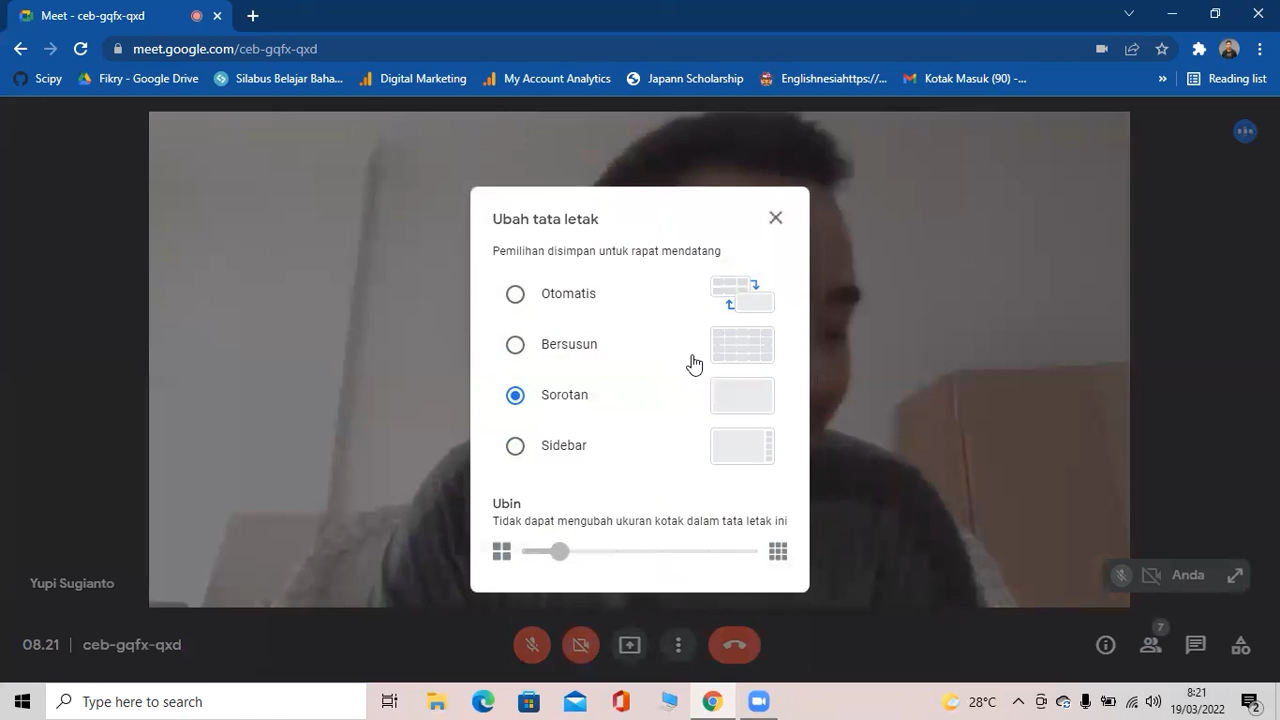 Meet - ceb-gqfx-qxd
meet.google.com/ceb-gqfx-qxd
Scipy
Fikry - Google Drive
Silabus Belajar Baha...
Digital Marketing
My Account Analytics
Japann Scholarship
Englishnesiahttps://...
Kotak Masuk (90) -...
»
Reading list
Ubah tata letak
Pemilihan disimpan untuk rapat mendatang
Otomatis
Bersusun
Sorotan
Sidebar
Ubin
Tidak dapat mengubah ukuran kotak dalam tata letak ini
Yupi Sugianto
Anda
08.21 | ceb-gqfx-qxd
7
Type here to search
28°C
8:21
19/03/2022
2